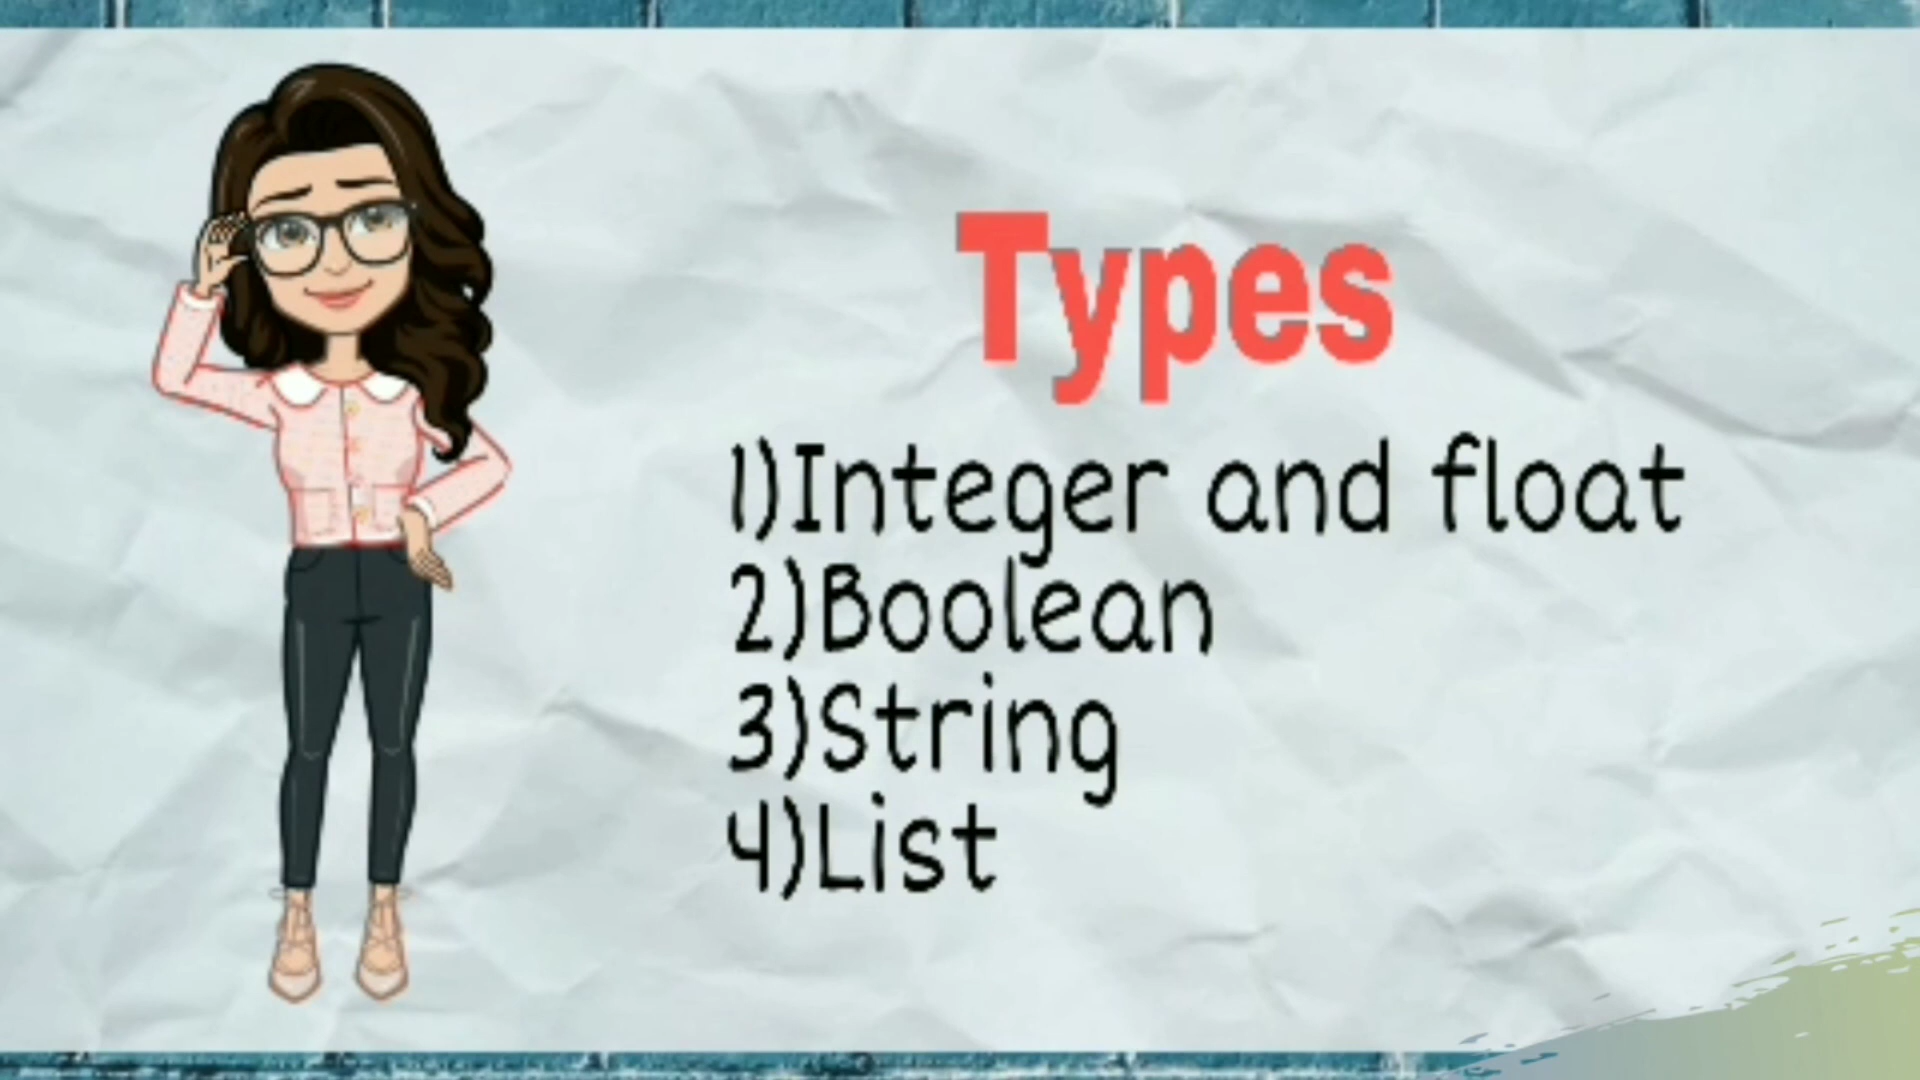 Types
1)Integer and float
2)Boolean
3)String
4)List